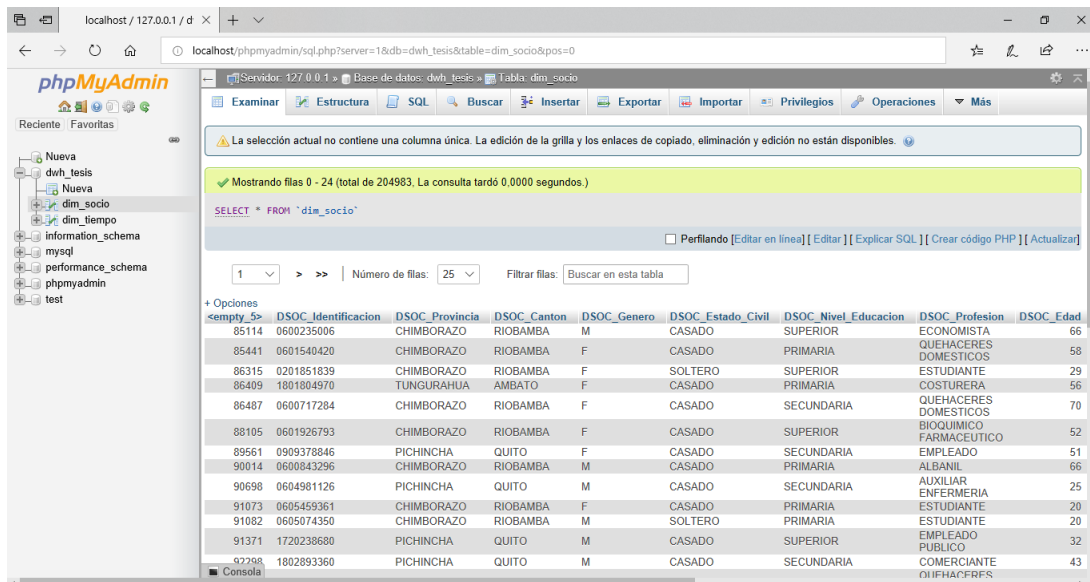 localhost / 127.0.0.1 / d
localhost/phpmyadmin/sql.php?server=1&db=dwh_tesis&table=dim_socio&pos=0
phpMyAdmin
Reciente Favoritas
Nueva
dwh_tesis
Nueva
dim_socio
dim_tiempo
information_schema
mysql
performance_schema
phpmyadmin
test
Servidor: 127.0.0.1 » Base de datos: dwh_tesis » Tabla: dim_socio
Examinar Estructura SQL Buscar Insertar Exportar Importar Privilegios Operaciones Más
La selección actual no contiene una columna única. La edición de la grilla y los enlaces de copiado, eliminación y edición no están disponibles.
Mostrando filas 0 - 24 (total de 204983, La consulta tardó 0,0000 segundos.)
SELECT * FROM `dim_socio`
Perfilando [Editar en línea] [ Editar ] [ Explicar SQL ] [ Crear código PHP ] [ Actualizar]
1 > >> Número de filas: 25 Filtrar filas: Buscar en esta tabla
+ Opciones
<empty_5> DSOC_Identificacion DSOC_Provincia DSOC_Canton DSOC_Genero DSOC_Estado_Civil DSOC_Nivel_Educacion DSOC_Profesion DSOC_Edad
85114 0600235006 CHIMBORAZO RIOBAMBA M CASADO SUPERIOR ECONOMISTA 66
85441 0601540420 CHIMBORAZO RIOBAMBA F CASADO PRIMARIA QUEHACERES DOMESTICOS 58
86315 0201851839 CHIMBORAZO RIOBAMBA F SOLTERO SUPERIOR ESTUDIANTE 29
86409 1801804970 TUNGURAHUA AMBATO F CASADO PRIMARIA COSTURERA 56
86487 0600717284 CHIMBORAZO RIOBAMBA F CASADO SECUNDARIA QUEHACERES DOMESTICOS 70
88105 0601926793 CHIMBORAZO RIOBAMBA F CASADO SUPERIOR BIOQUIMICO FARMACEUTICO 52
89561 0909378846 PICHINCHA QUITO F CASADO SECUNDARIA EMPLEADO 51
90014 0600843296 CHIMBORAZO RIOBAMBA M CASADO PRIMARIA ALBANIL 66
90698 0604981126 PICHINCHA QUITO M CASADO SECUNDARIA AUXILIAR ENFERMERIA 25
91073 0605459361 CHIMBORAZO RIOBAMBA F CASADO PRIMARIA ESTUDIANTE 20
91082 0605074350 CHIMBORAZO RIOBAMBA M SOLTERO PRIMARIA ESTUDIANTE 20
91371 1720238680 PICHINCHA QUITO M CASADO SUPERIOR EMPLEADO PUBLICO 32
92298 1802893360 PICHINCHA QUITO M CASADO SECUNDARIA COMERCIANTE 43
QUEHACERES
Consola